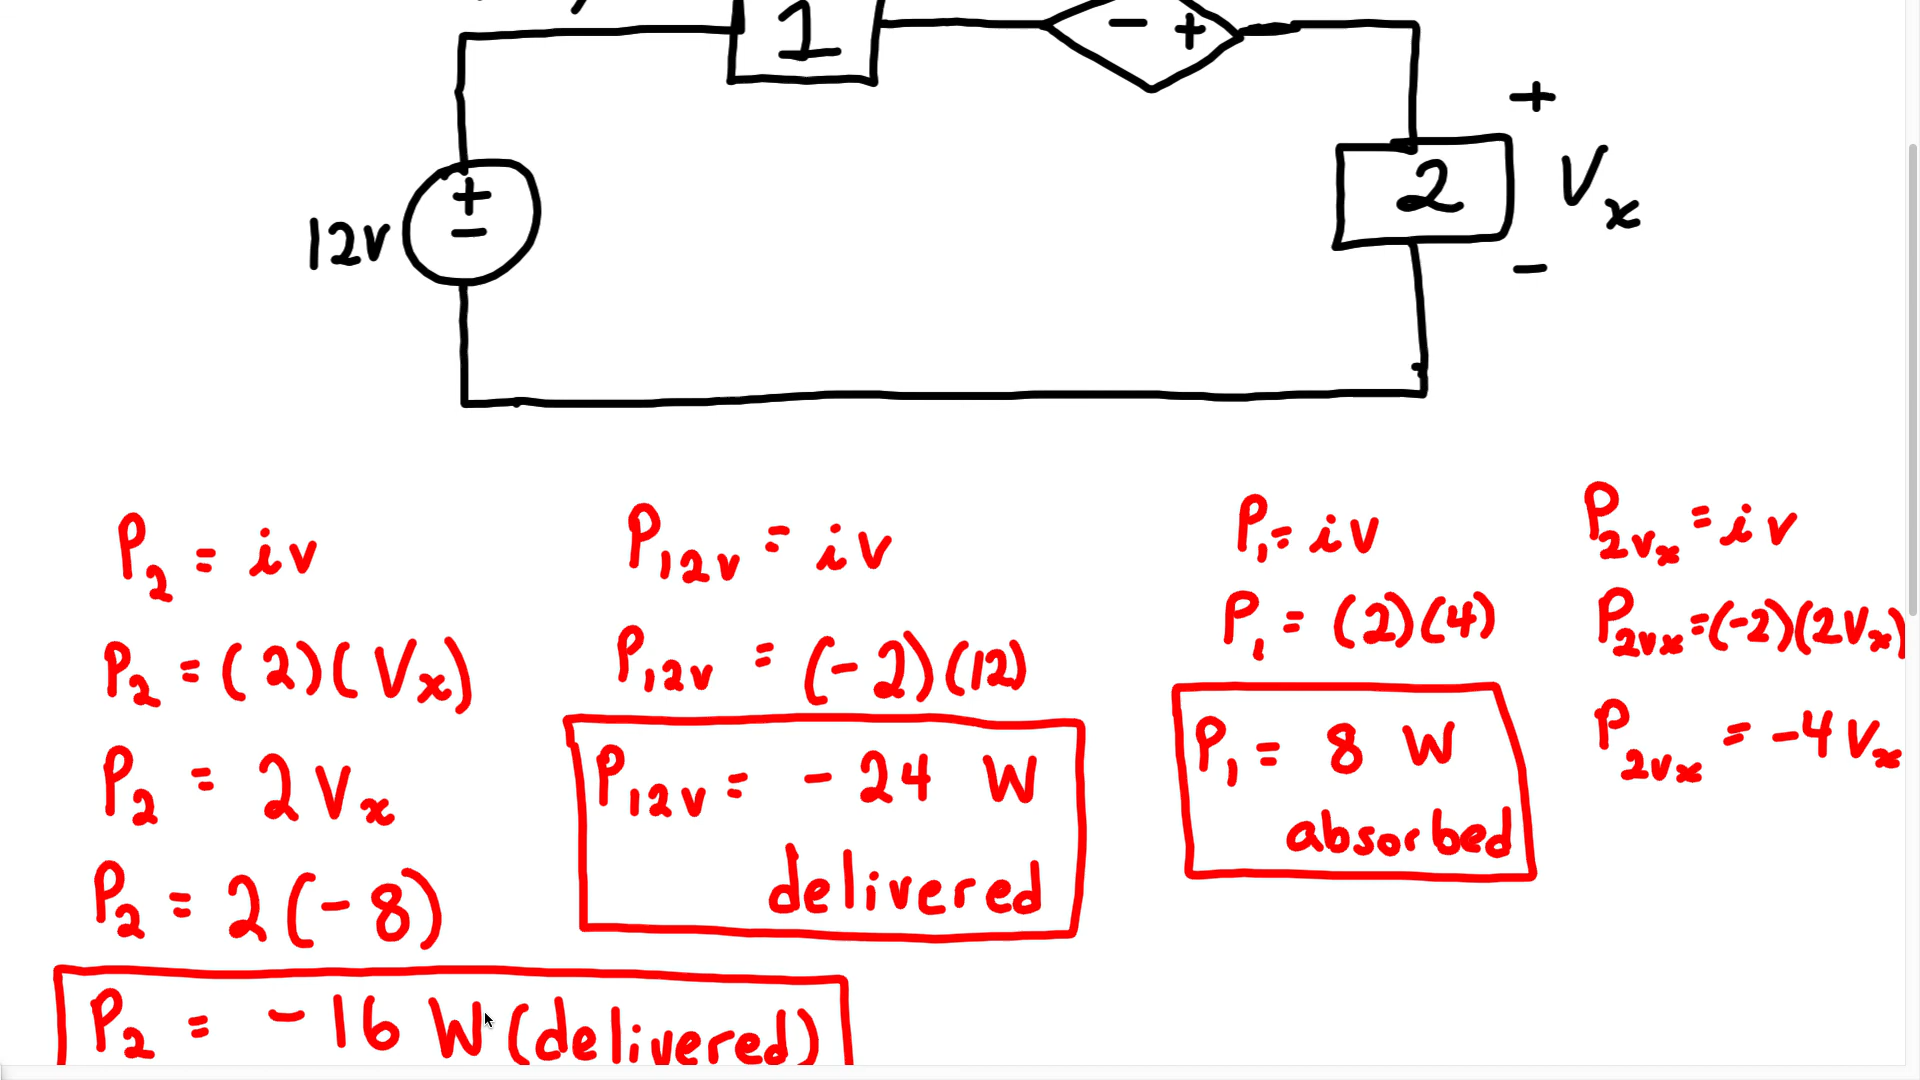 1
- +
+
-
12v
+
2
Vx
-
P2 = iv
P2 = (2)(Vx)
P2 = 2Vx
P2 = 2(-8)
P2 = -16 W (delivered)
P12v = iv
P12v = (-2)(12)
P12v = -24 W
delivered
P1 = iv
P1 = (2)(4)
P1 = 8 W
absorbed
P2vx = iv
P2vx = (-2)(2Vx)
P2vx = -4Vx